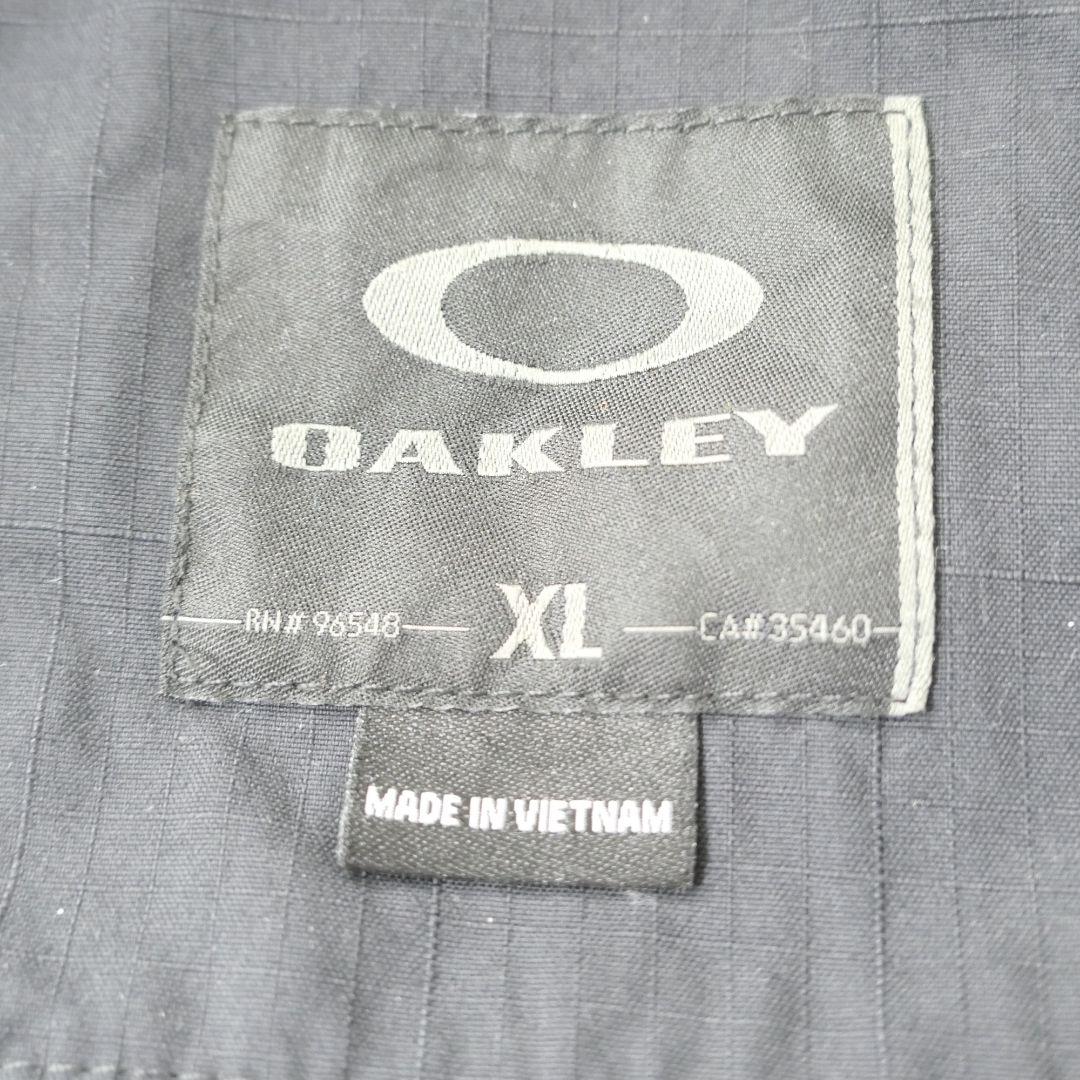 OAKLEY
RN# 96548 XL CA#35460
MADE IN VIETNAM